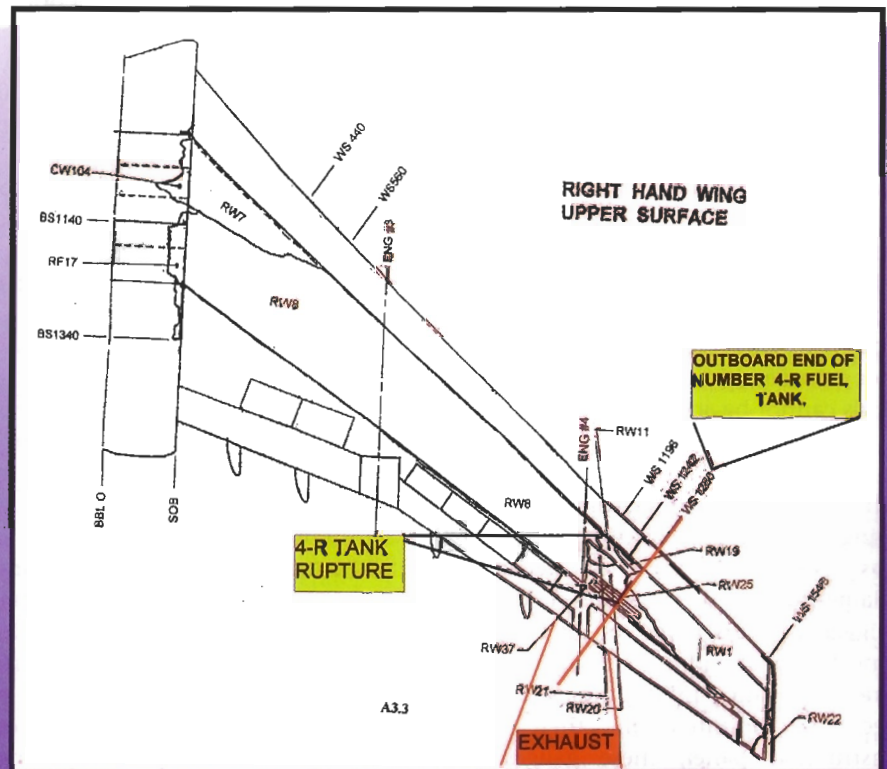 WS 440
WS560
CW104
RIGHT HAND WING
UPPER SURFACE
RW7
BS1140
ENG #3
RF17
RW8
BS1340
OUTBOARD END OF
NUMBER 4-R FUEL
TANK.
ENG #4
RW11
WS 1196
WS 1242
WS 1280
BBL 0
SOB
RW8
4-R TANK
RUPTURE
RW19
RW25
WS 1548
RW37
RW1
RW21
A3.3
RW20
RW22
EXHAUST